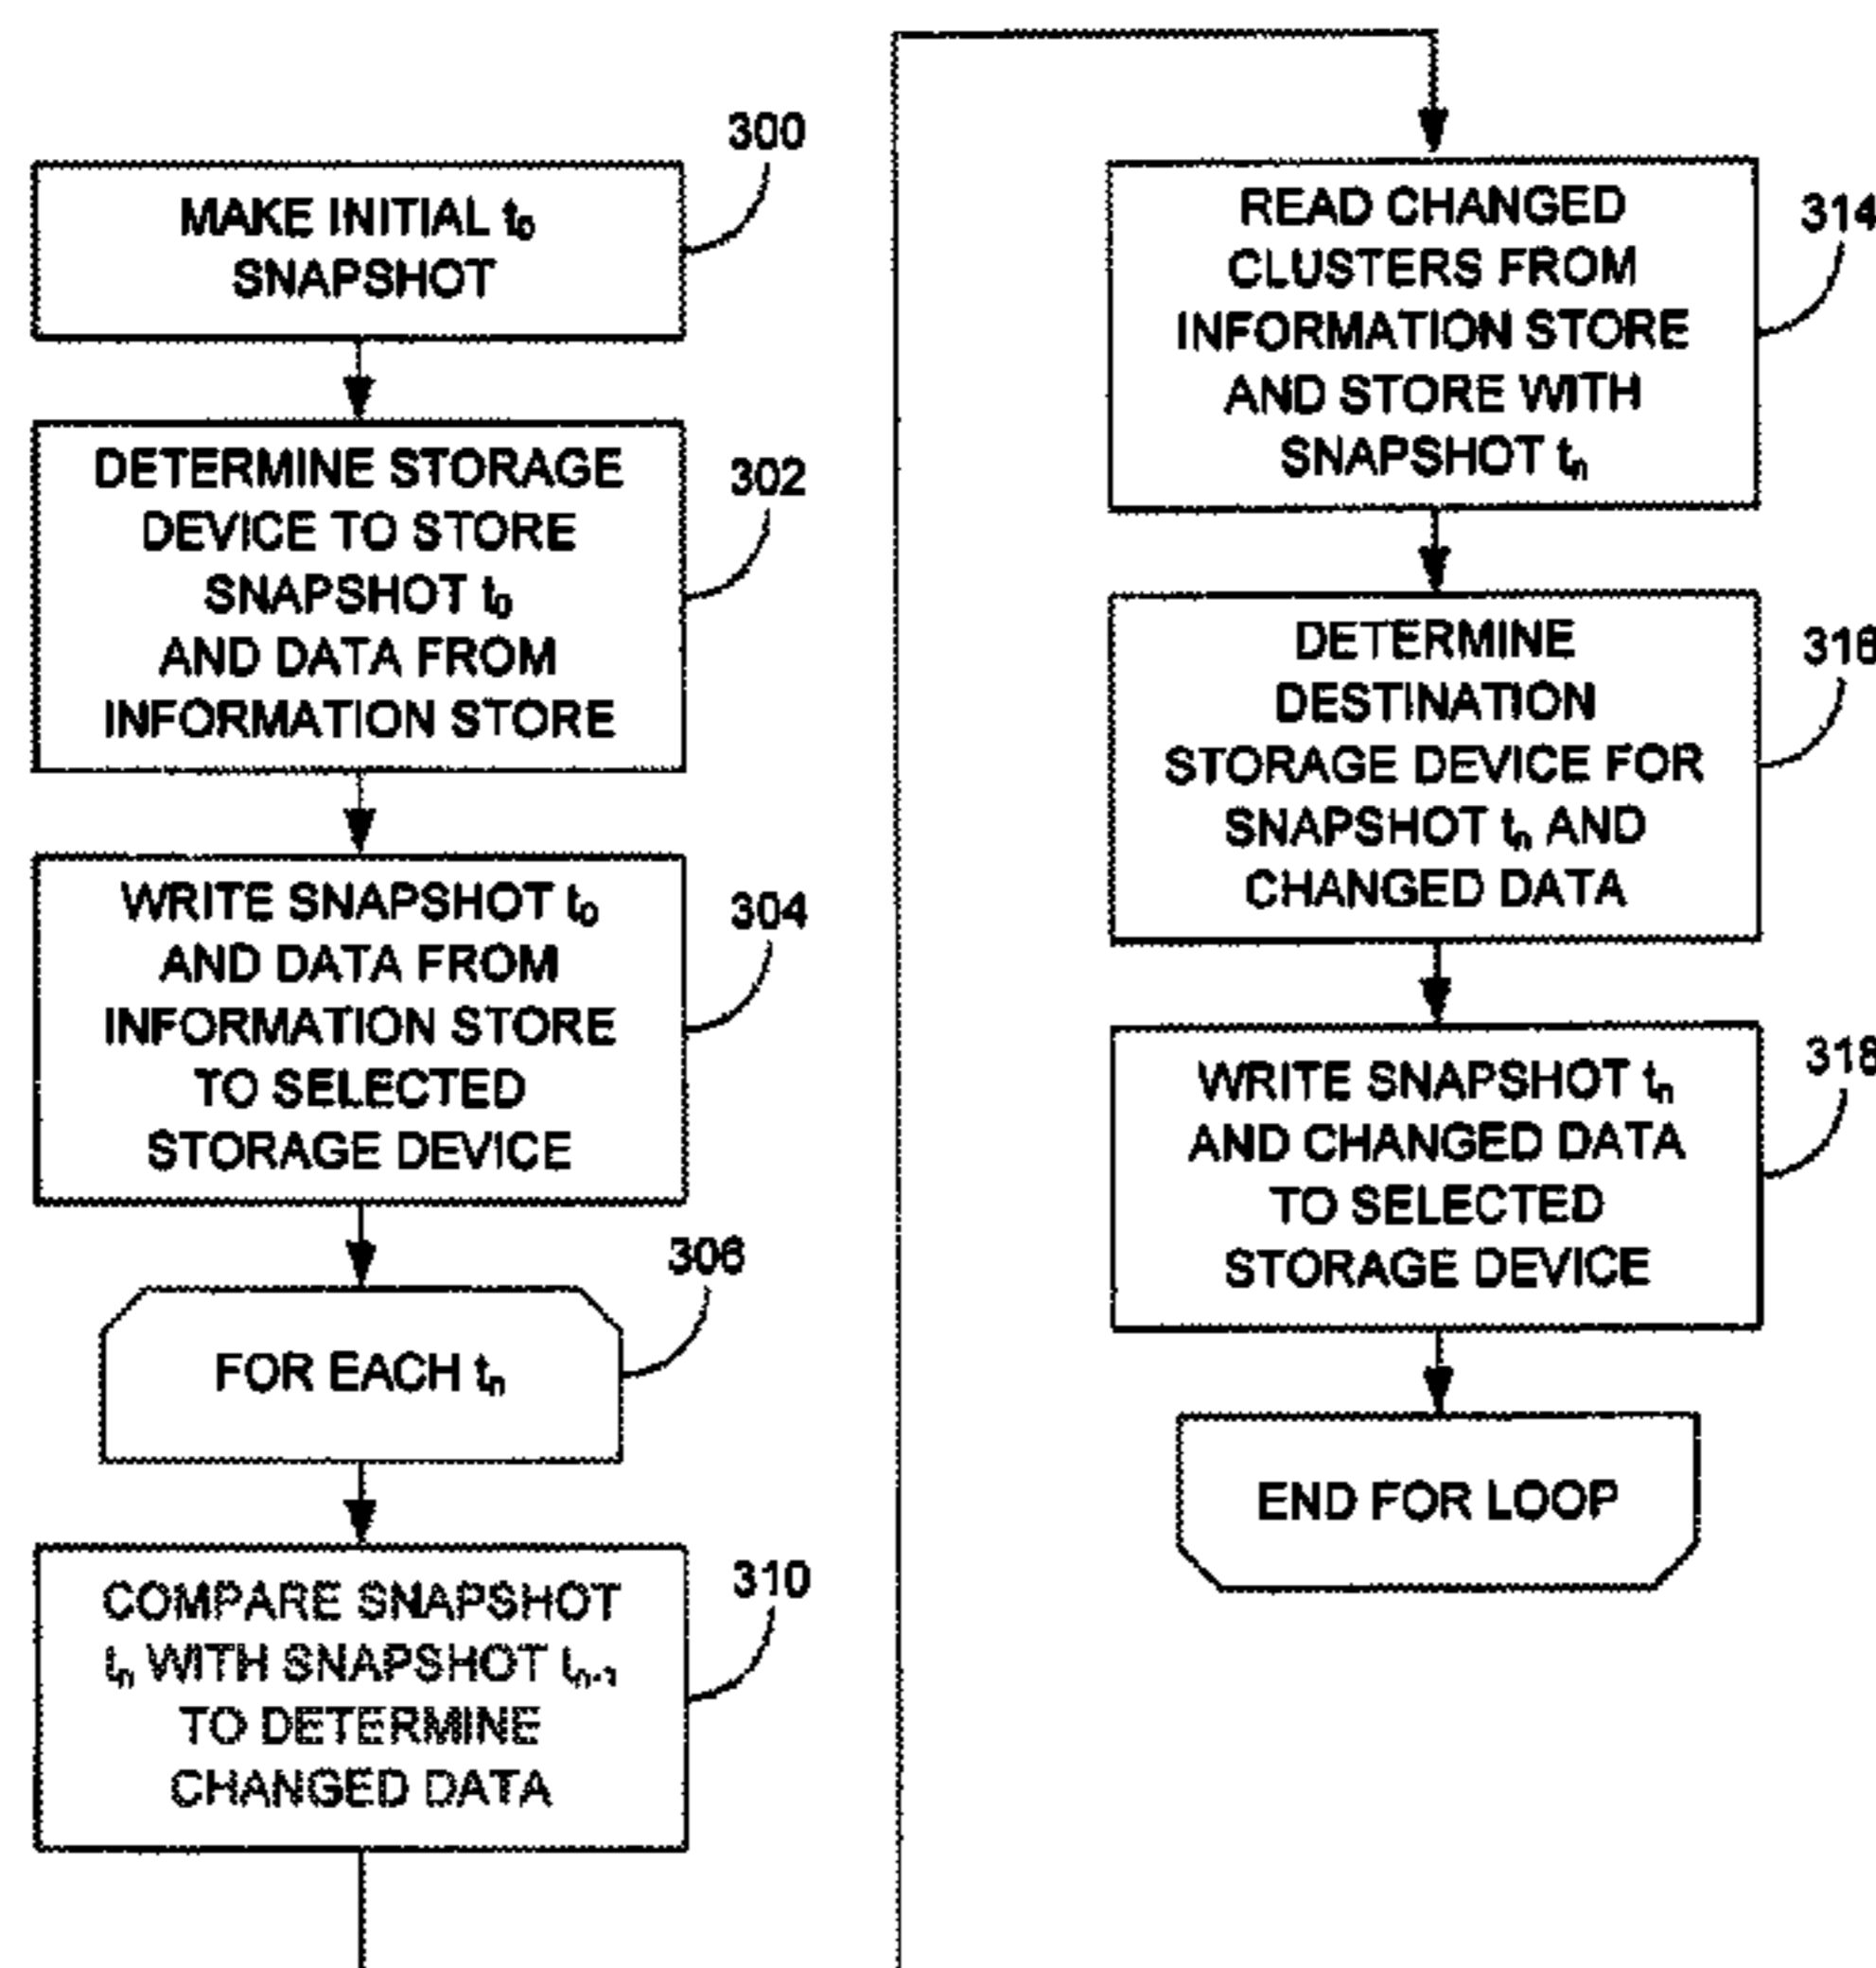 300
MAKE INITIAL t0
SNAPSHOT
302
DETERMINE STORAGE
DEVICE TO STORE
SNAPSHOT t0
AND DATA FROM
INFORMATION STORE
304
WRITE SNAPSHOT t0
AND DATA FROM
INFORMATION STORE
TO SELECTED
STORAGE DEVICE
306
FOR EACH tn
310
COMPARE SNAPSHOT
tn WITH SNAPSHOT tn-1
TO DETERMINE
CHANGED DATA
314
READ CHANGED
CLUSTERS FROM
INFORMATION STORE
AND STORE WITH
SNAPSHOT tn
316
DETERMINE
DESTINATION
STORAGE DEVICE FOR
SNAPSHOT tn AND
CHANGED DATA
318
WRITE SNAPSHOT tn
AND CHANGED DATA
TO SELECTED
STORAGE DEVICE
END FOR LOOP